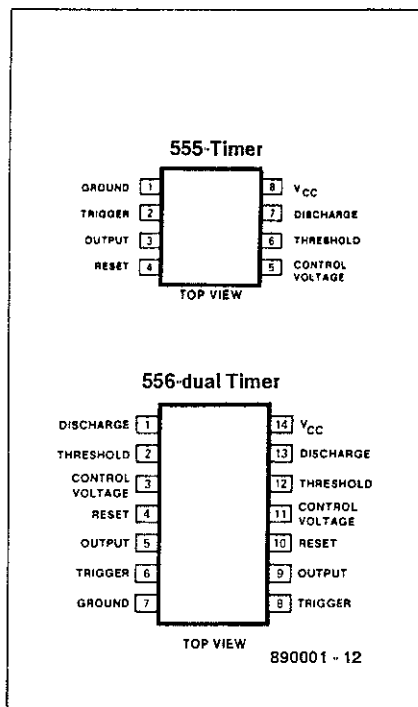 555-Timer
GROUND 1 8 VCC
TRIGGER 2 7 DISCHARGE
OUTPUT 3 6 THRESHOLD
RESET 4 5 CONTROL
VOLTAGE
TOP VIEW
556-dual Timer
DISCHARGE 1 14 VCC
THRESHOLD 2 13 DISCHARGE
CONTROL
VOLTAGE 3 12 THRESHOLD
RESET 4 11 CONTROL
VOLTAGE
OUTPUT 5 10 RESET
TRIGGER 6 9 OUTPUT
GROUND 7 8 TRIGGER
TOP VIEW
890001 - 12